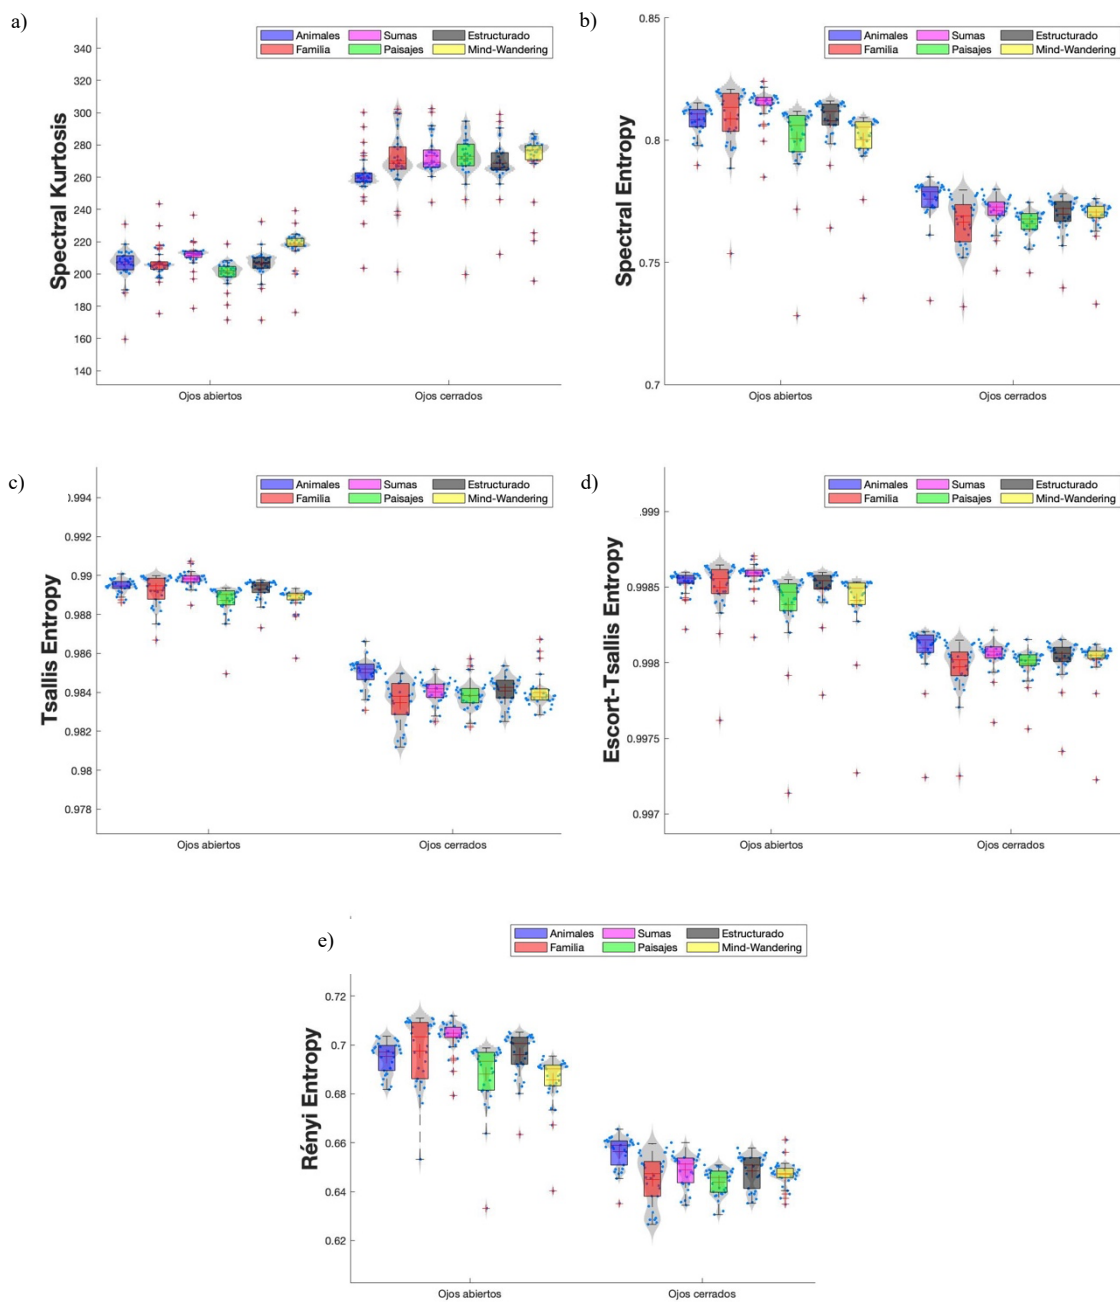 a)
Animales Sumas Estructurado
Familia Paisajes Mind-Wandering
Spectral Kurtosis
340
320
300
280
260
240
220
200
180
160
140
Ojos abiertos Ojos cerrados
b)
Animales Sumas Estructurado
Familia Paisajes Mind-Wandering
Spectral Entropy
0.85
0.8
0.75
0.7
Ojos abiertos Ojos cerrados
c)
Animales Sumas Estructurado
Familia Paisajes Mind-Wandering
Tsallis Entropy
).994
0.992
0.99
0.988
0.986
0.984
0.982
0.98
0.978
Ojos abiertos Ojos cerrados
d)
Animales Sumas Estructurado
Familia Paisajes Mind-Wandering
Escort-Tsallis Entropy
.999
0.9985
0.998
0.9975
0.997
Ojos abiertos Ojos cerrados
e)
Animales Sumas Estructurado
Familia Paisajes Mind-Wandering
Rényi Entropy
0.72
0.7
0.68
0.66
0.64
0.62
Ojos abiertos Ojos cerrados